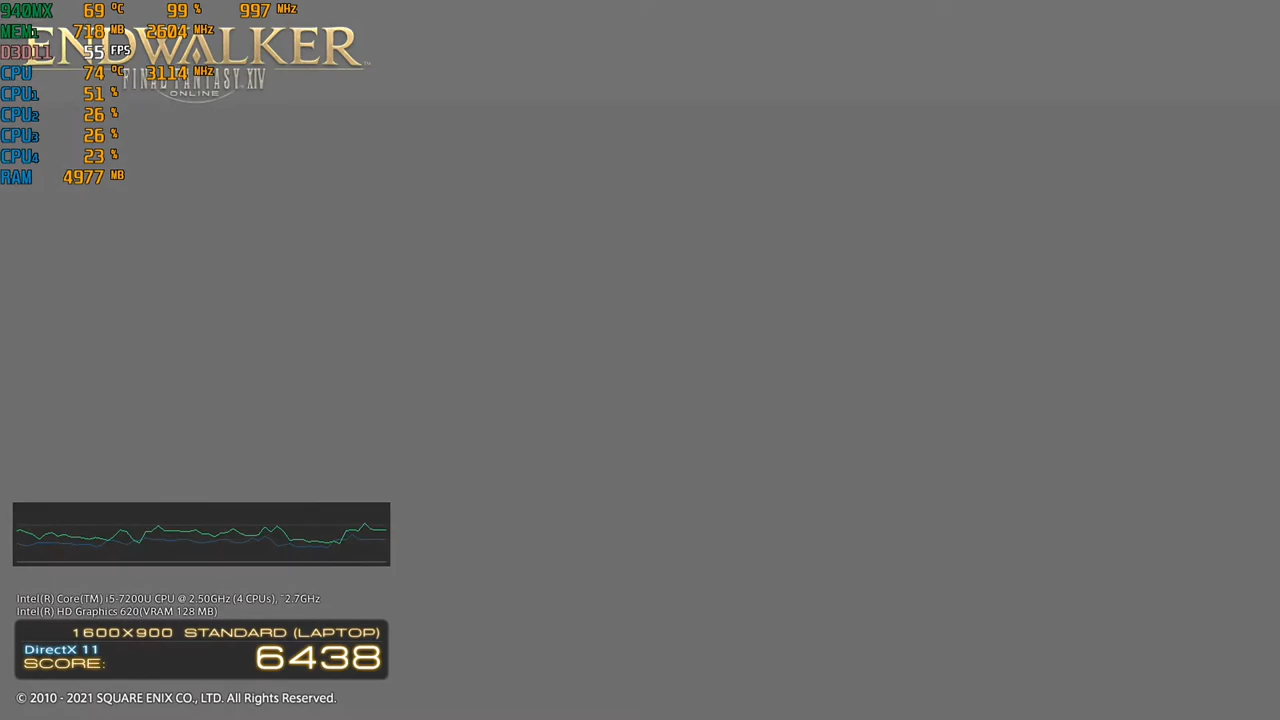 940MX 69 °C 99 % 997 MHz
MEM1 718 MB 2604 MHz
D3D11 55 FPS
ENDWALKER™
CPU 74 °C 3114 MHz
FINAL FANTASY XIV
ONLINE
CPU1 51 %
CPU2 26 %
CPU3 26 %
CPU4 23 %
RAM 4977 MB
Intel(R) Core(TM) i5-7200U CPU @ 2.50GHz (4 CPUs), ~2.7GHz
Intel(R) HD Graphics 620(VRAM 128 MB)
1600X900 STANDARD (LAPTOP)
DirectX 11
SCORE: 6438
© 2010 - 2021 SQUARE ENIX CO., LTD. All Rights Reserved.